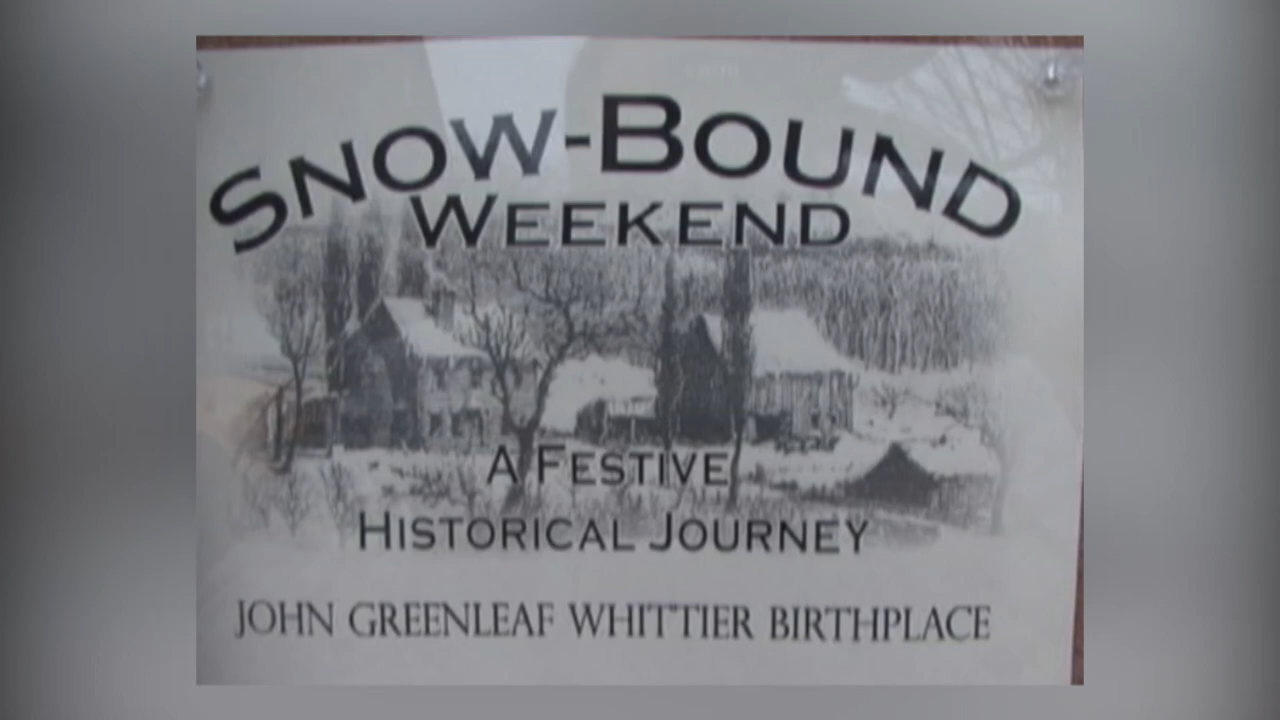 SNOW-BOUND
WEEKEND
A FESTIVE
HISTORICAL JOURNEY
JOHN GREENLEAF WHITTIER BIRTHPLACE